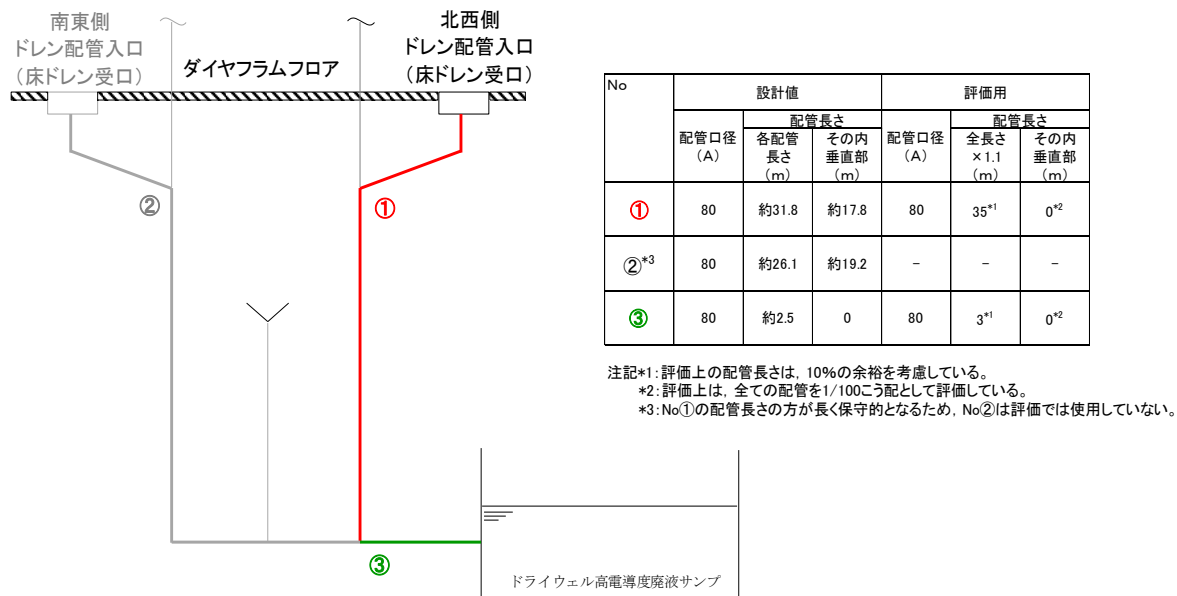 南東側
ドレン配管入口
（床ドレン受口）
ダイヤフラムフロア
北西側
ドレン配管入口
（床ドレン受口）
②
①
③
ドライウェル高電導度廃液サンプ
No
設計値
評価用
配管口径
（A）
配管長さ
各配管
長さ
（m）
その内
垂直部
（m）
配管口径
（A）
配管長さ
全長さ
×1.1
（m）
その内
垂直部
（m）
① 80 約31.8 約17.8 80 35*1 0*2
②*3 80 約26.1 約19.2 － － －
③ 80 約2.5 0 80 3*1 0*2
注記*1：評価上の配管長さは，10%の余裕を考慮している。
*2：評価上は，全ての配管を1/100こう配として評価している。
*3：No①の配管長さの方が長く保守的となるため，No②は評価では使用していない。